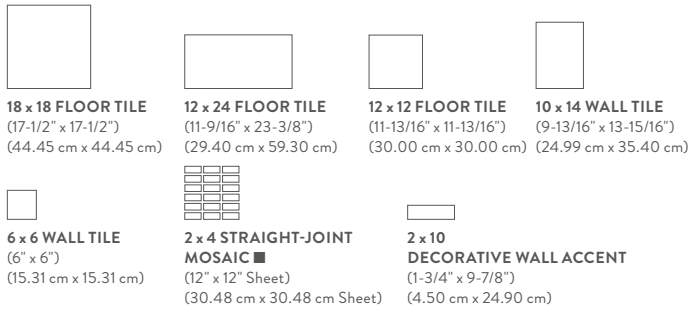 18 x 18 FLOOR TILE
(17-1/2" x 17-1/2")
(44.45 cm x 44.45 cm)
12 x 24 FLOOR TILE
(11-9/16" x 23-3/8")
(29.40 cm x 59.30 cm)
12 x 12 FLOOR TILE
(11-13/16" x 11-13/16")
(30.00 cm x 30.00 cm)
10 x 14 WALL TILE
(9-13/16" x 13-15/16")
(24.99 cm x 35.40 cm)
6 x 6 WALL TILE
(6" x 6")
(15.31 cm x 15.31 cm)
2 x 4 STRAIGHT-JOINT
MOSAIC ■
(12" x 12" Sheet)
(30.48 cm x 30.48 cm Sheet)
2 x 10
DECORATIVE WALL ACCENT
(1-3/4" x 9-7/8")
(4.50 cm x 24.90 cm)